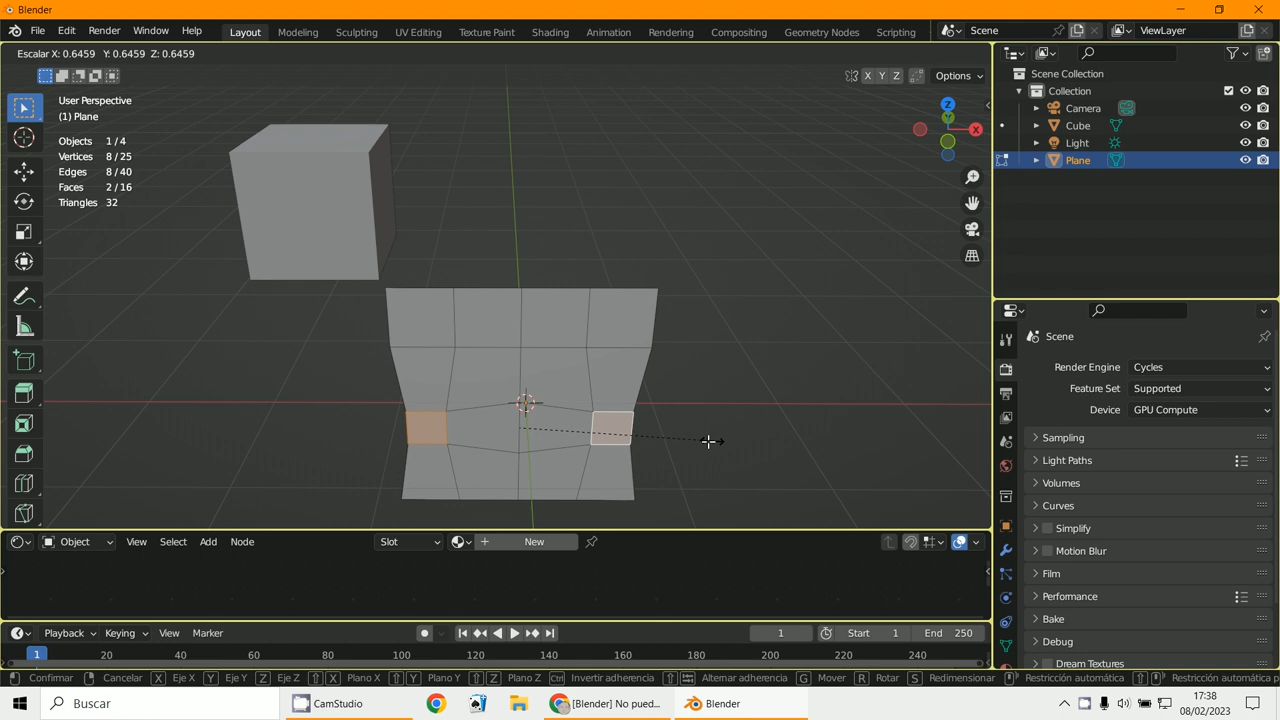 Blender
File Edit Render Window Help Layout Modeling Sculpting UV Editing Texture Paint Shading Animation Rendering Compositing Geometry Nodes Scripting Scene ViewLayer
Escalar X: 0.6459 Y: 0.6459 Z: 0.6459
X Y Z Options
User Perspective
(1) Plane
Objects 1/4
Vertices 8/25
Edges 8/40
Faces 2/16
Triangles 32
Z
Y
X
Scene Collection
Collection
Camera
Cube
Light
Plane
Scene
Render Engine Cycles
Feature Set Supported
Device GPU Compute
Sampling
Light Paths
Volumes
Curves
Simplify
Motion Blur
Film
Performance
Bake
Debug
Dream Textures
Object View Select Add Node Slot New
Playback Keying View Marker 1 Start 1 End 250
1 20 40 60 80 100 120 140 160 180 200 220 240
Confirmar Cancelar X Eje X Y Eje Y Z Eje Z X Plano X Y Plano Y Z Plano Z Ctrl Invertir adherencia Alternar adherencia G Mover R Rotar S Redimensionar Restricción automática Restricción automática p
Buscar CamStudio [Blender] No pued... Blender 17:38
08/02/2023